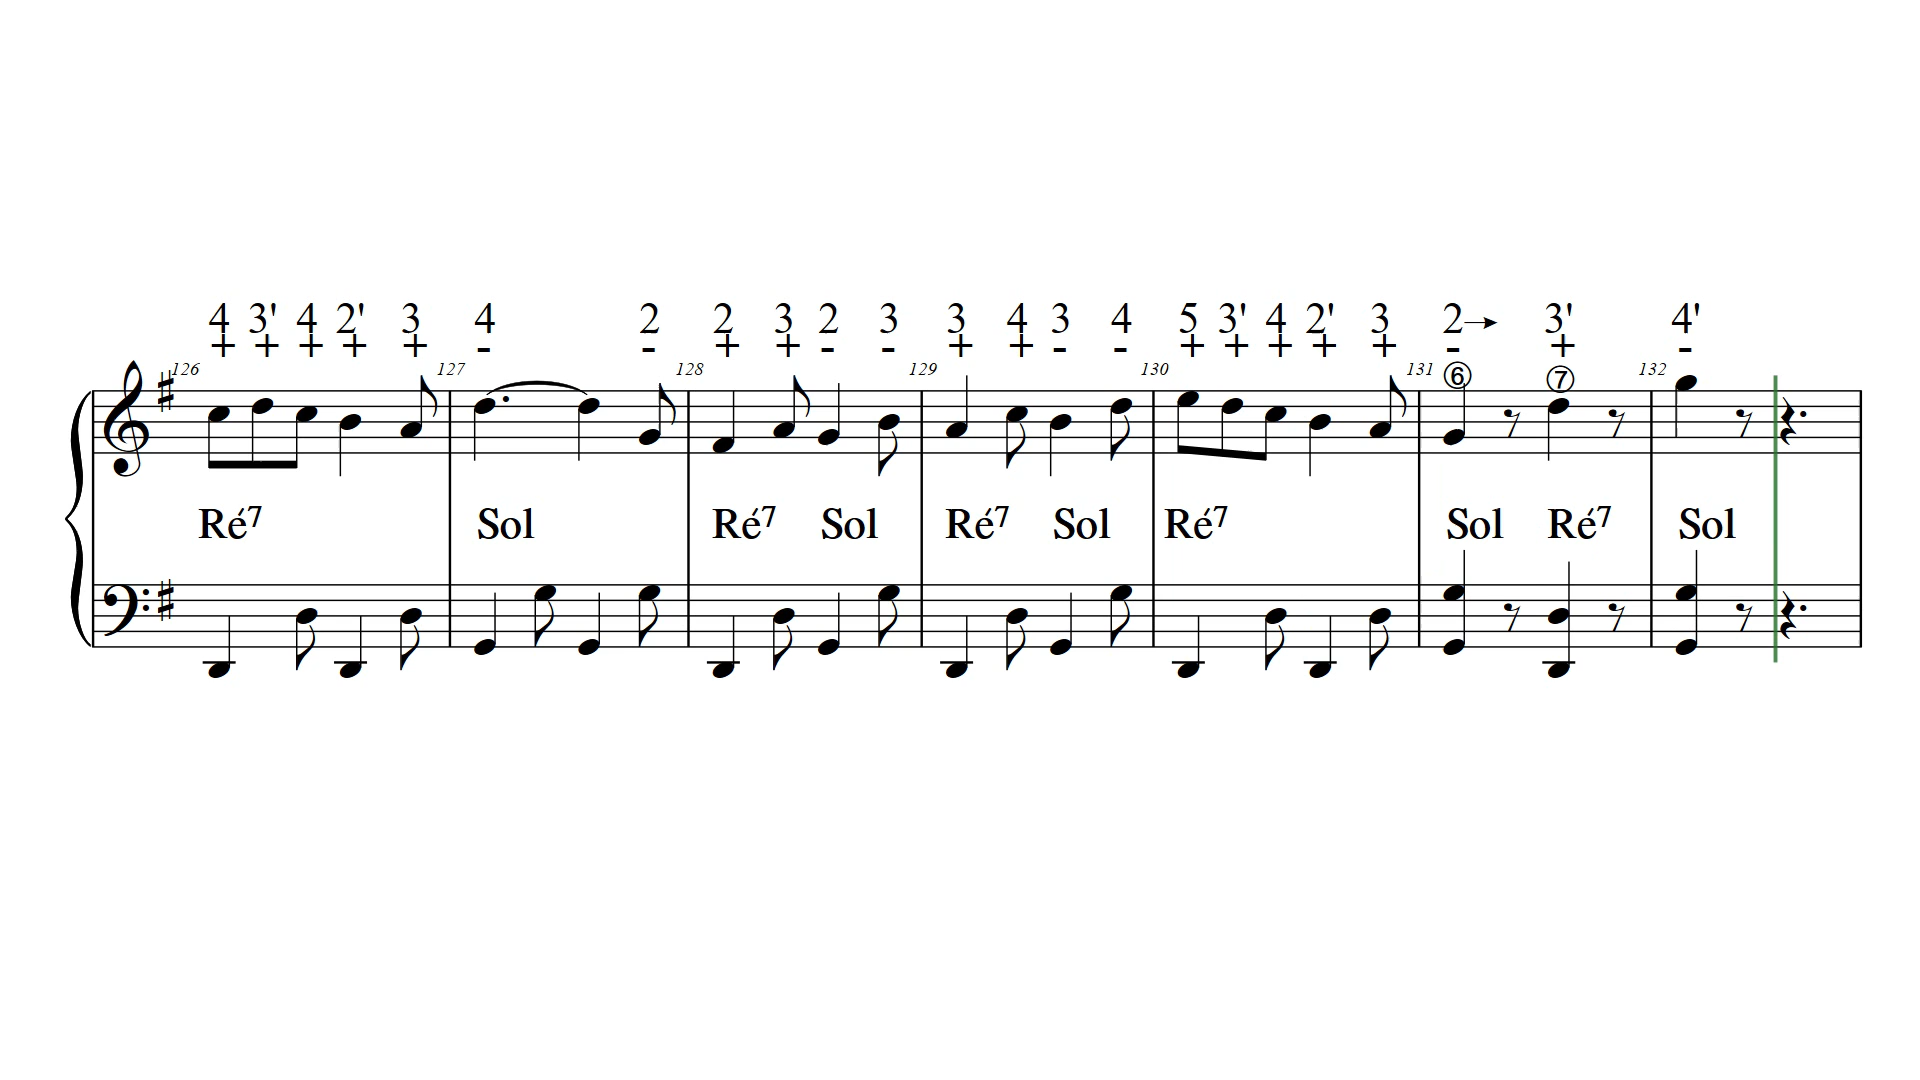 4 3' 4 2' 3 4 2 2 3 2 3 3 4 3 4 5 3' 4 2' 3 2→ 3' 4'
+ + + + + - - + + - - + + - - + + + + + - + -
126 127 128 129 130 131 ⑥ ⑦ 132
Ré7 Sol Ré7 Sol Ré7 Sol Ré7 Sol Ré7 Sol